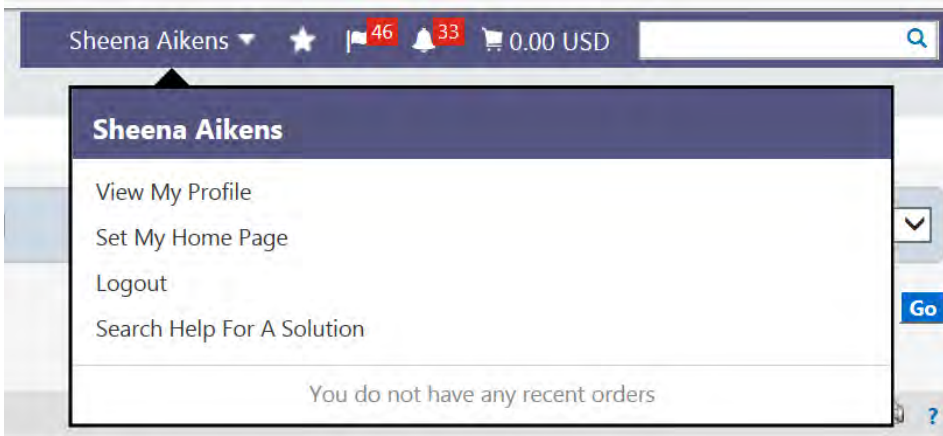 Sheena Aikens 46 33 0.00 USD
Sheena Aikens
View My Profile
Set My Home Page
Logout
Go
Search Help For A Solution
You do not have any recent orders
?